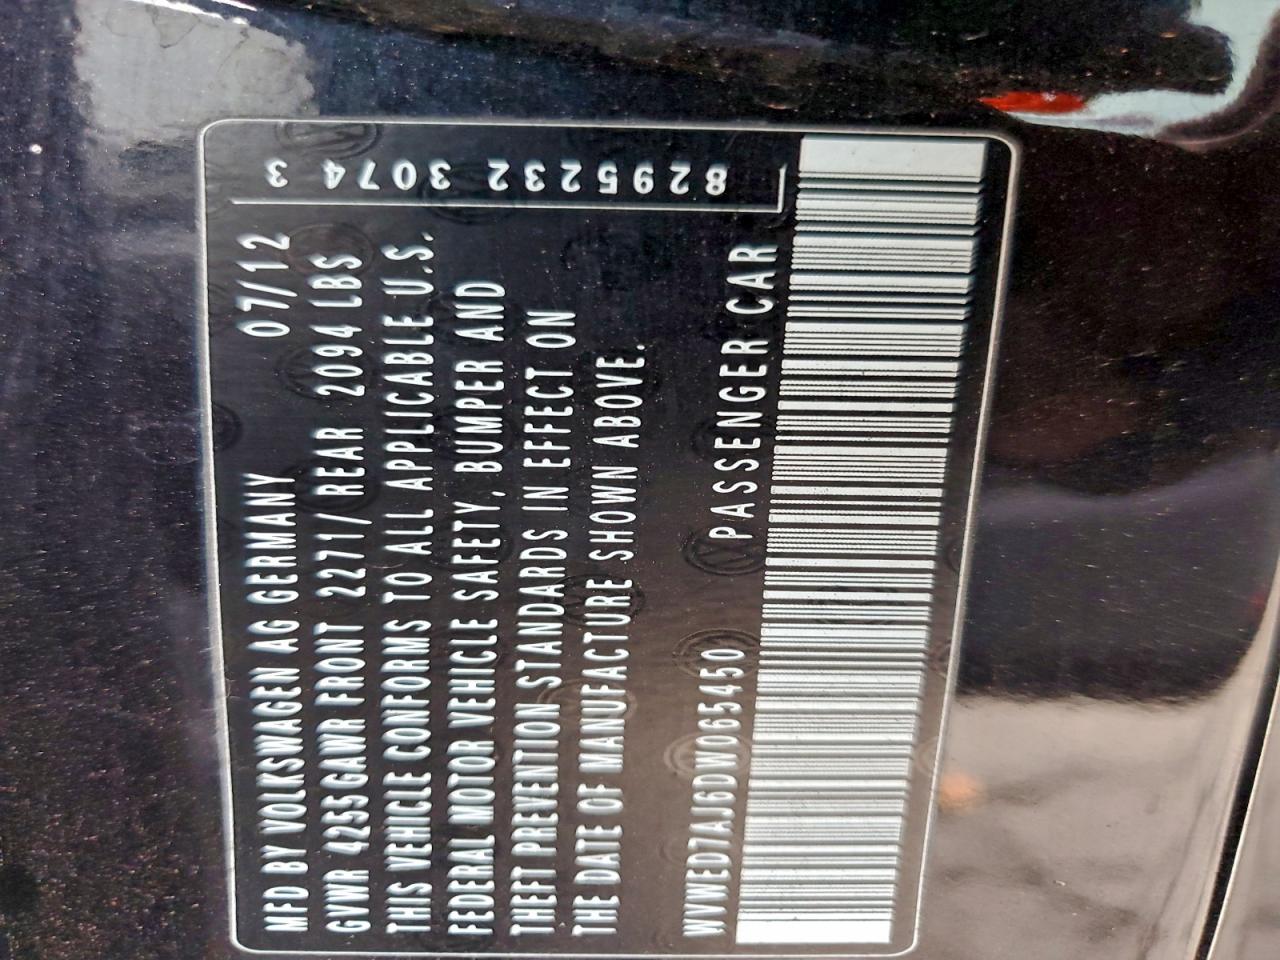 MFD BY VOLKSWAGEN AG GERMANY 07/12
GVWR 4255GAWR FRONT 2271/ REAR 2094 LBS
THIS VEHICLE CONFORMS TO ALL APPLICABLE U.S.
FEDERAL MOTOR VEHICLE SAFETY, BUMPER AND
THEFT PREVENTION STANDARDS IN EFFECT ON
THE DATE OF MANUFACTURE SHOWN ABOVE.
WVWED7AJ6DW065450 PASSENGER CAR
8295232 3074 3